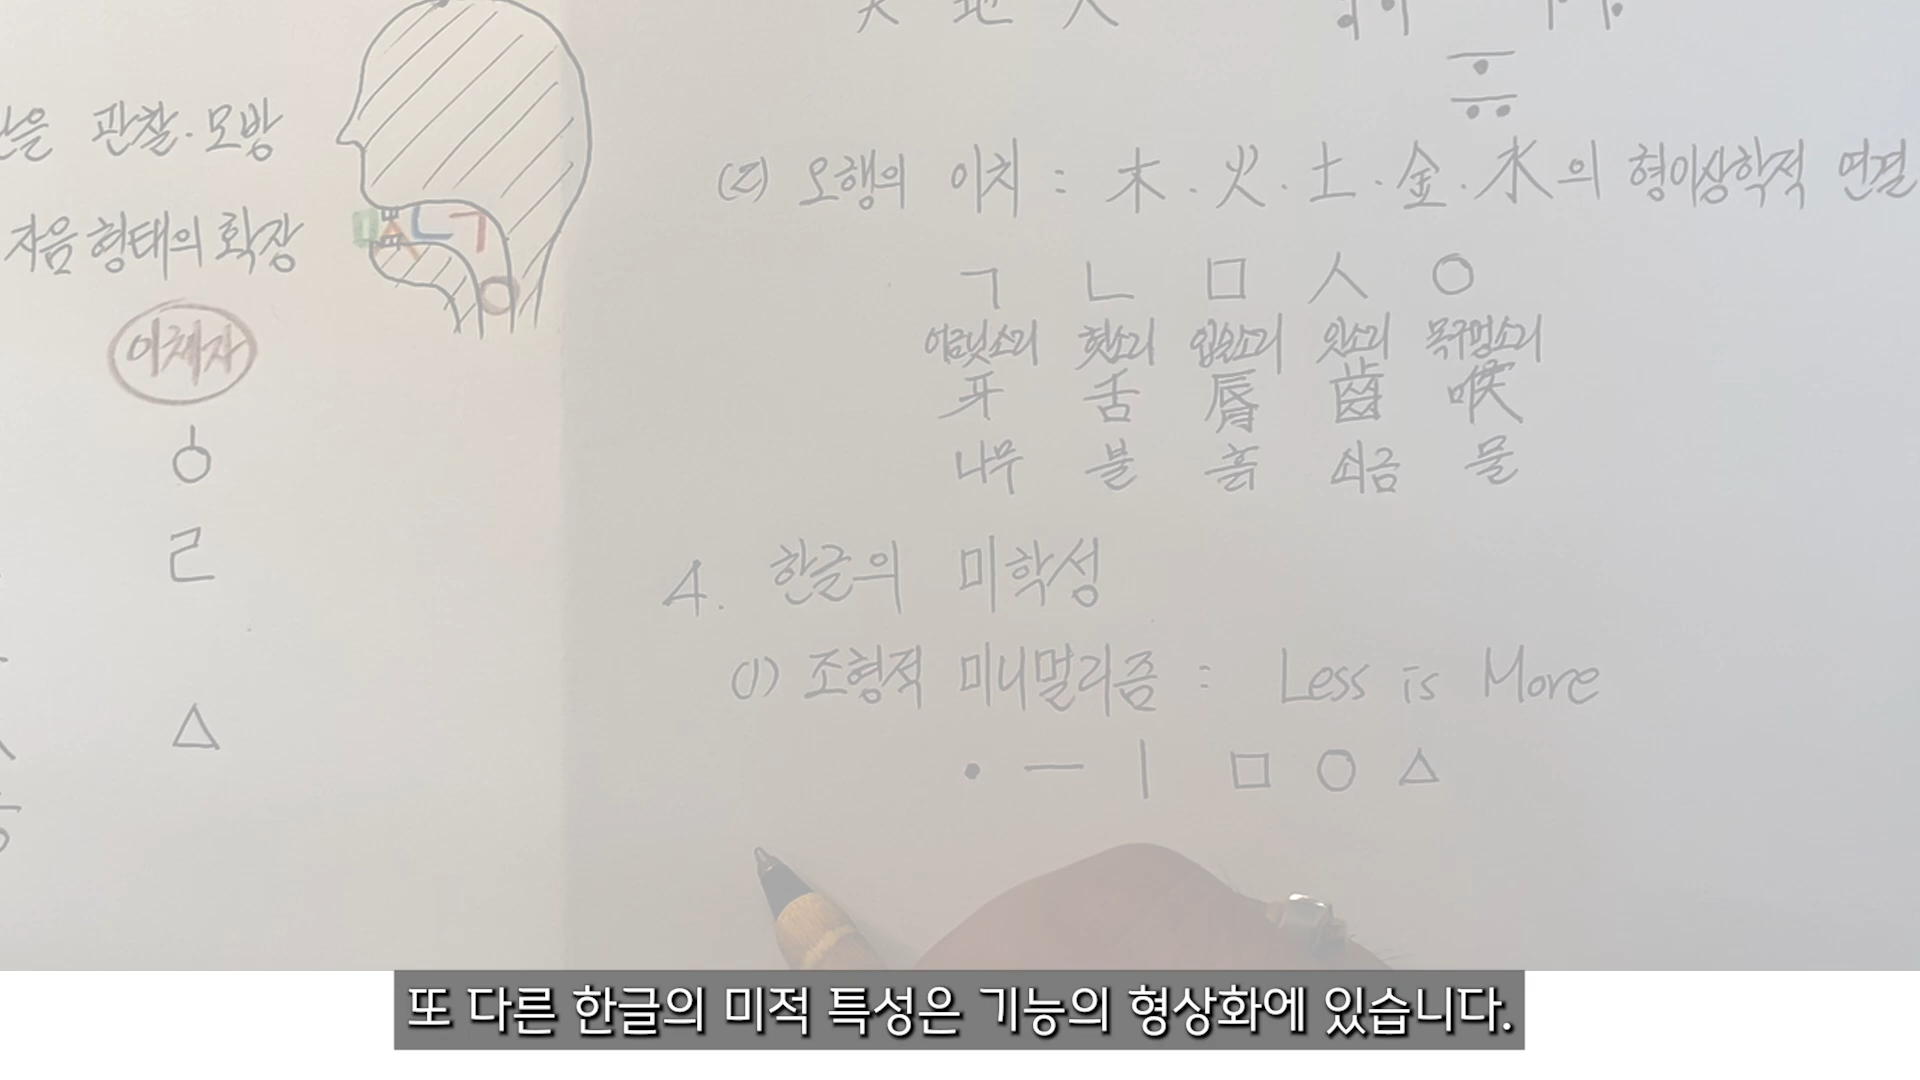 관찰·모방
자음 형태의 확장
이체자
ㆁ
ㄹ
ㅿ
(2) 오행의 이치 : 木·火·土·金·水의 형이상학적 연결
ㄱ ㄴ ㅁ ㅅ ㅇ
어금닛소리 혓소리 입술소리 잇소리 목구멍소리
牙 舌 脣 齒 喉
나무 불 흙 쇠금 물
4. 한글의 미학성
(1) 조형적 미니멀리즘 : Less is More
• ㅡ ㅣ □ ○ △
또 다른 한글의 미적 특성은 기능의 형상화에 있습니다.